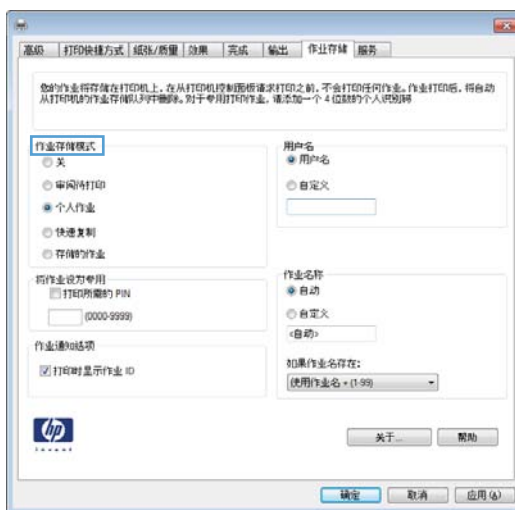 高级 打印快捷方式 纸张/质量 效果 完成 输出 作业存储 服务
您的作业将存储在打印机上，在从打印机控制面板请求打印之前，不会打印任何作业。作业打印后，将自动
从打印机的作业存储队列中删除。对于专用打印作业，请添加一个 4 位数的个人识别码
作业存储模式
关
审阅待打印
个人作业
快速复制
存储的作业
用户名
用户名
自定义
将作业设为专用
打印所需的 PIN
(0000-9999)
作业名称
自动
自定义
<自动>
如果作业名存在:
使用作业名 + (1-99)
作业通知选项
打印时显示作业 ID
hp
invent
关于...
帮助
确定
取消
应用(A)